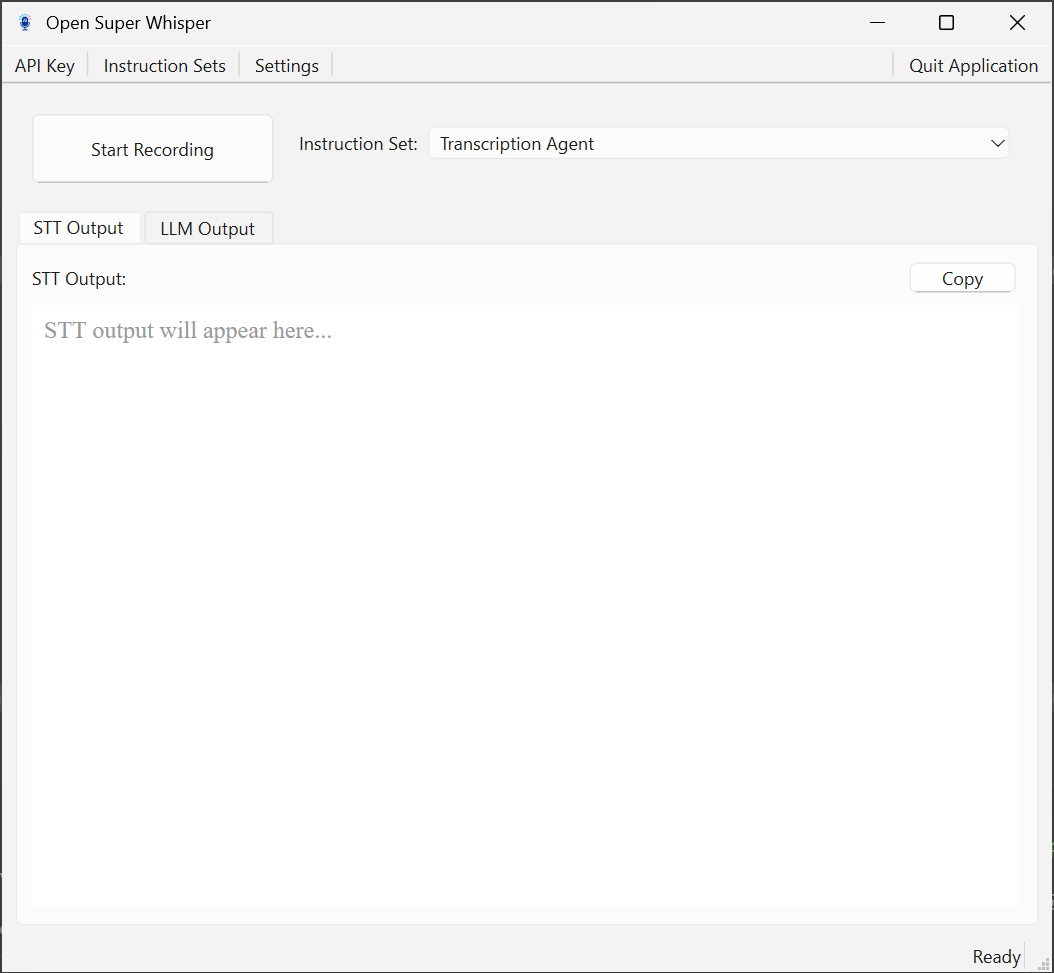 Open Super Whisper
API Key
Instruction Sets
Settings
Quit Application
Start Recording
Instruction Set:
Transcription Agent
STT Output
LLM Output
STT Output:
Copy
STT output will appear here...
Ready